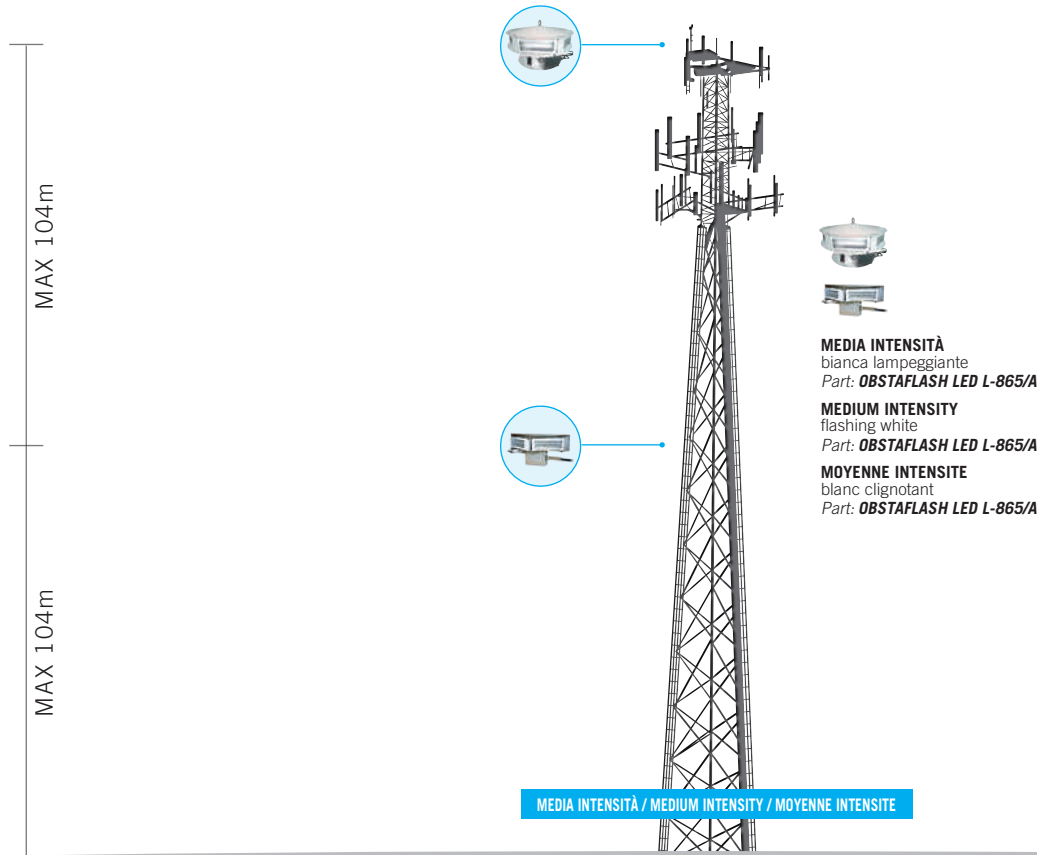 MAX 104m
MAX 104m
MEDIA INTENSITÀ
bianca lampeggiante
Part: OBSTAFLASH LED L-865/A
MEDIUM INTENSITY
flashing white
Part: OBSTAFLASH LED L-865/A
MOYENNE INTENSITE
blanc clignotant
Part: OBSTAFLASH LED L-865/A
MEDIA INTENSITÀ / MEDIUM INTENSITY / MOYENNE INTENSITE